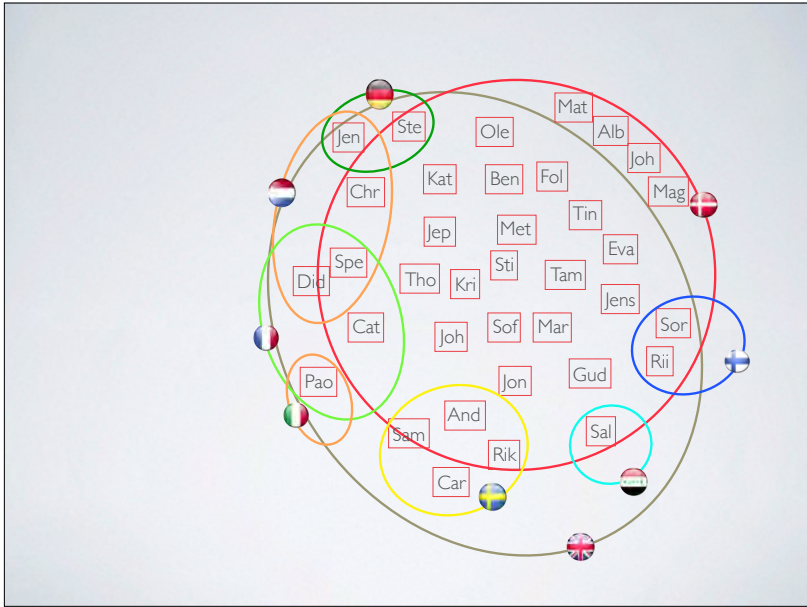 Mat
Ste
Ole
Alb
Jen
Joh
Chr
Kat
Ben
Fol
Mag
Tin
Jep
Met
Eva
Spe
Sti
Did
Tho
Kri
Tam
Jens
Cat
Joh
Sof
Mar
Sor
Rii
Pao
Jon
Gud
And
Sam
Sal
Rik
Car